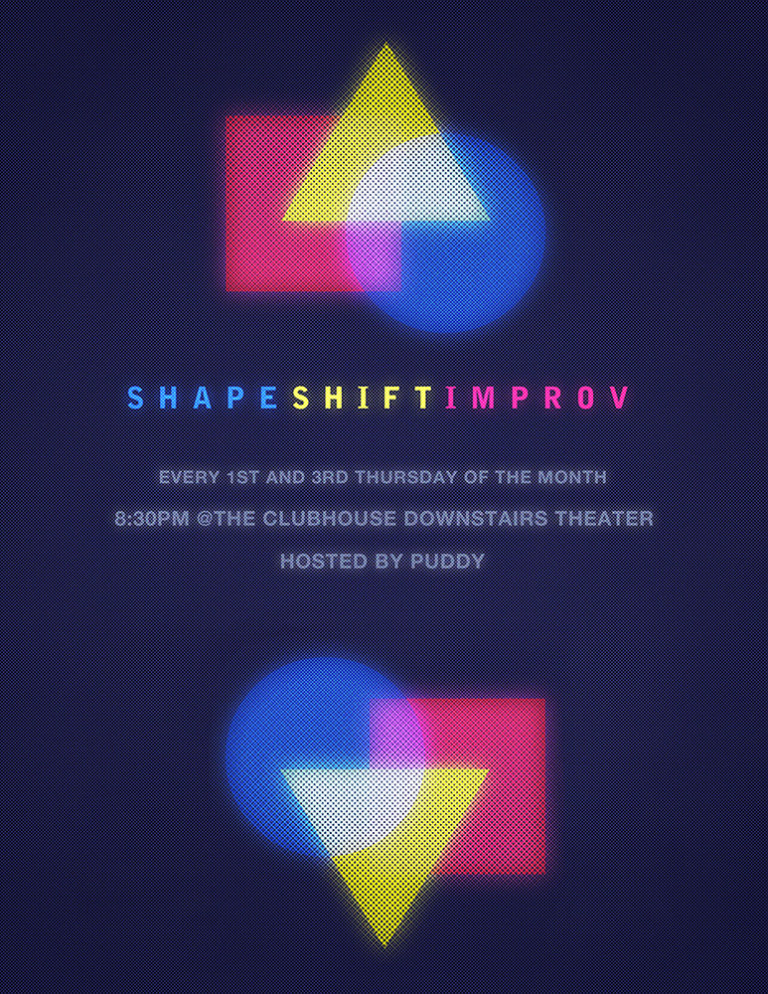 SHAPESHIFTIMPROV
EVERY 1ST AND 3RD THURSDAY OF THE MONTH
8:30PM @THE CLUBHOUSE DOWNSTAIRS THEATER
HOSTED BY PUDDY